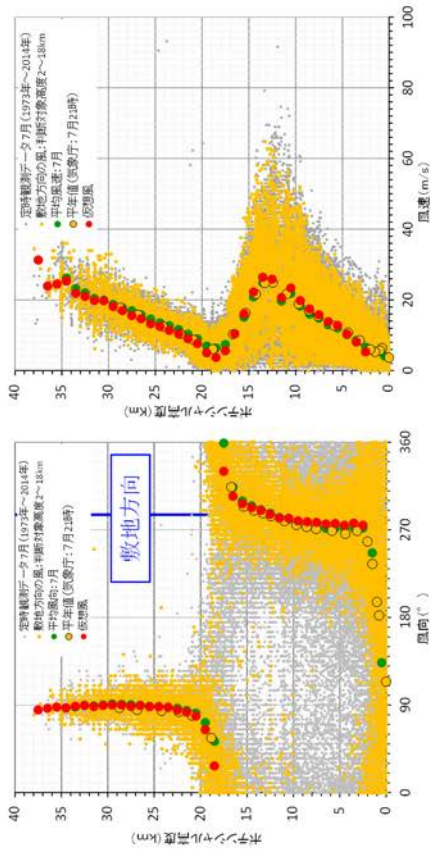 40
35
30
25
20
15
10
5
0
ポテンシャル高度(km)
定時観測データ7月(1973年～2014年)
敷地方向の風:判断対象高度2～18km
平均風向:7月
平年値(気象庁:7月21時)
仮想風
敷地方向
0
90
180
270
360
風向(°)
40
35
30
25
20
15
10
5
0
ポテンシャル高度(Km)
定時観測データ7月(1973年～2014年)
敷地方向の風:判断対象高度2～18km
平均風速:7月
平年値(気象庁:7月21時)
仮想風
0
20
40
60
80
100
風速(m/s)